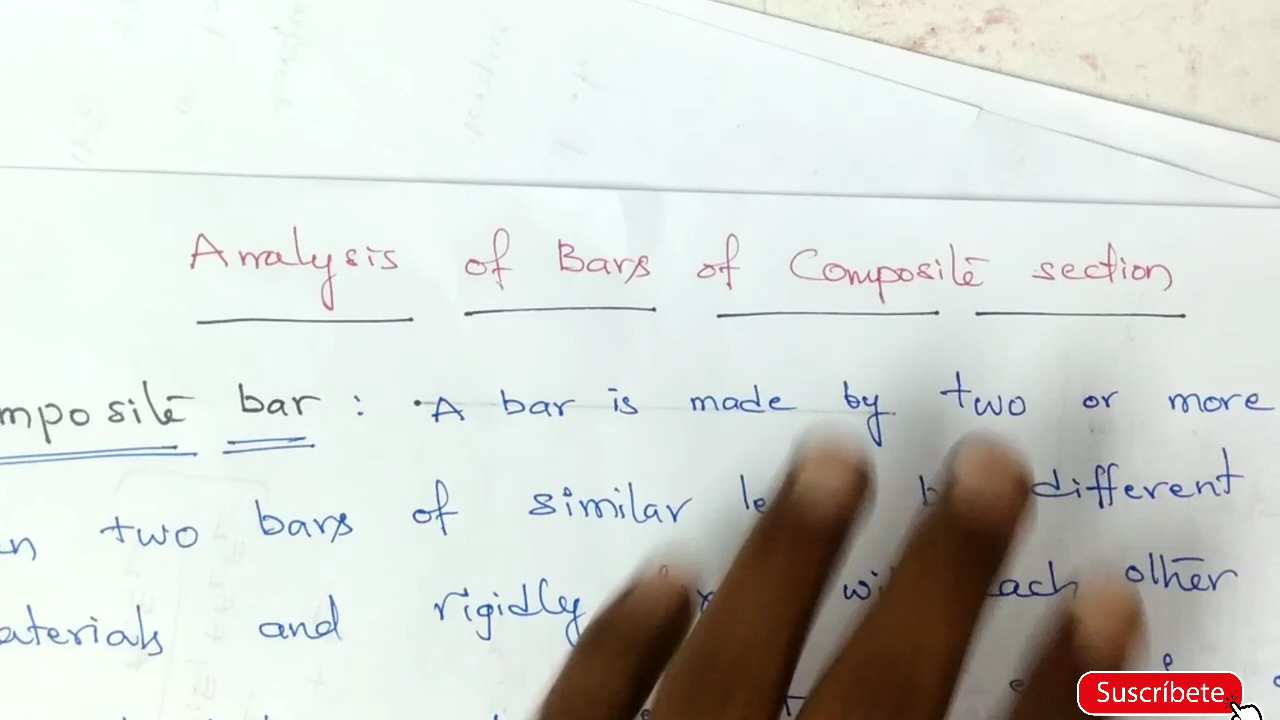 Analysis of Bars of Composite section
mposite bar : A bar is made by two or more
two bars of similar different
aterials and rigidly each other
Suscríbete